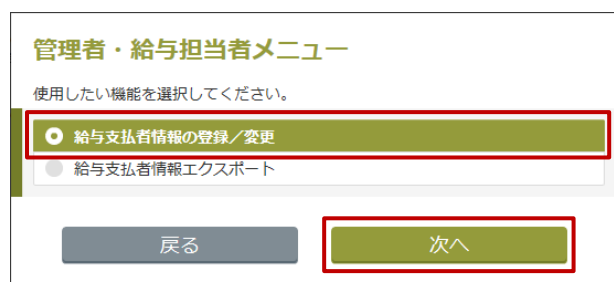 管理者・給与担当者メニュー
使用したい機能を選択してください。
給与支払者情報の登録／変更
給与支払者情報エクスポート
戻る
次へ